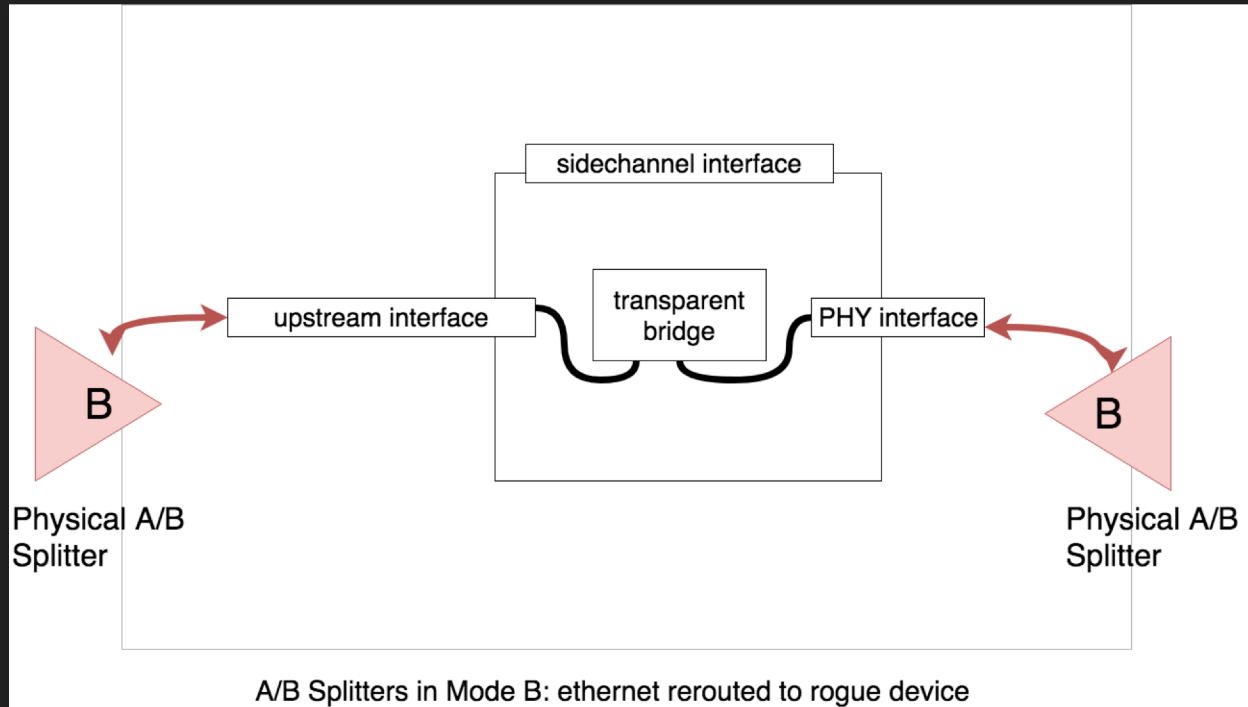 sidechannel interface
transparent
bridge
upstream interface
PHY interface
B
B
Physical A/B
Splitter
Physical A/B
Splitter
A/B Splitters in Mode B: ethernet rerouted to rogue device